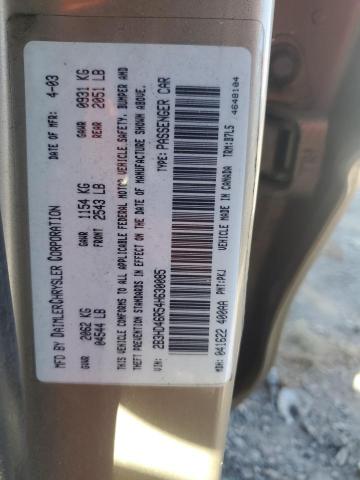 MFD BY DAIMLERCHRYSLER CORPORATION DATE OF MFR: 4-03
GVWR 2062 KG GAWR 1154 KG GAWR 0931 KG
04544 LB FRONT 2543 LB REAR 2051 LB
THIS VEHICLE CONFORMS TO ALL APPLICABLE FEDERAL MOTOR VEHICLE SAFETY, BUMPER AND
THEFT PREVENTION STANDARDS IN EFFECT ON THE DATE OF MANUFACTURE SHOWN ABOVE.
2B3HD46R54H630085 TYPE: PASSENGER CAR
MDH: 041622 400AA PNT: PKJ VEHICLE MADE IN CANADA TRM: B7L5 4648104